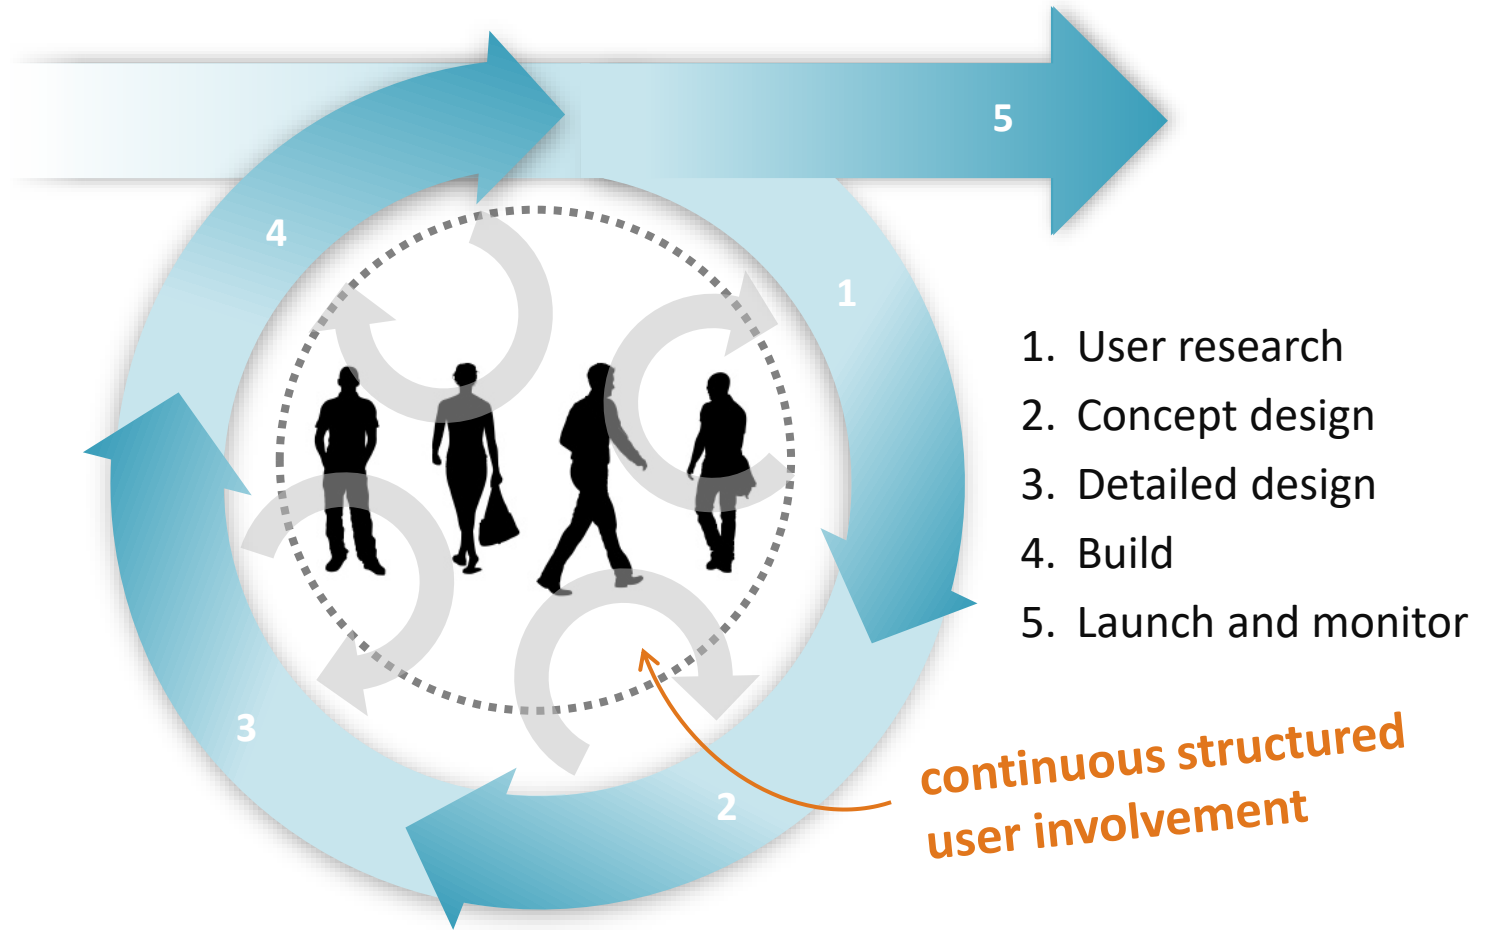 5
4
1
1. User research
2. Concept design
3. Detailed design
4. Build
5. Launch and monitor
3
2
continuous structured
user involvement